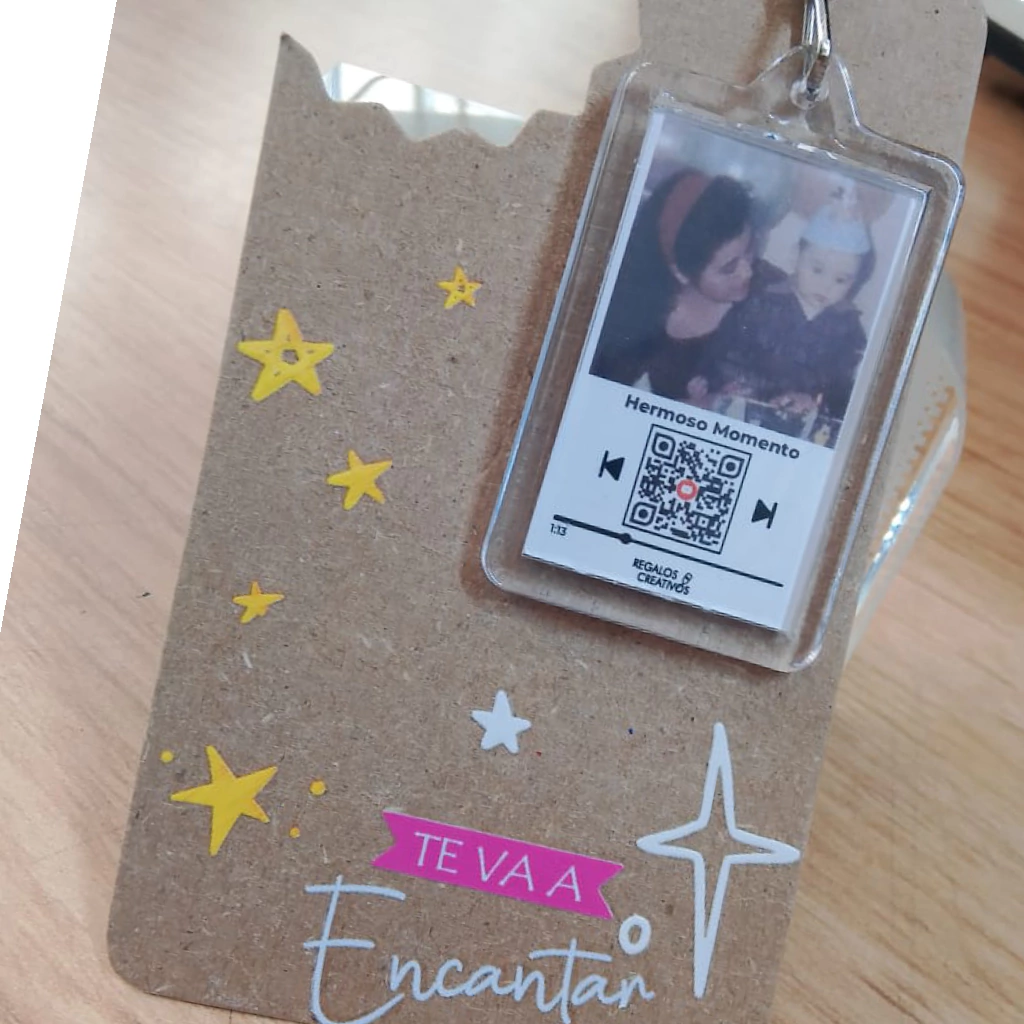 Hermoso Momento
1:13
REGALOS
CREATIVOS
TE VA A
Encantar